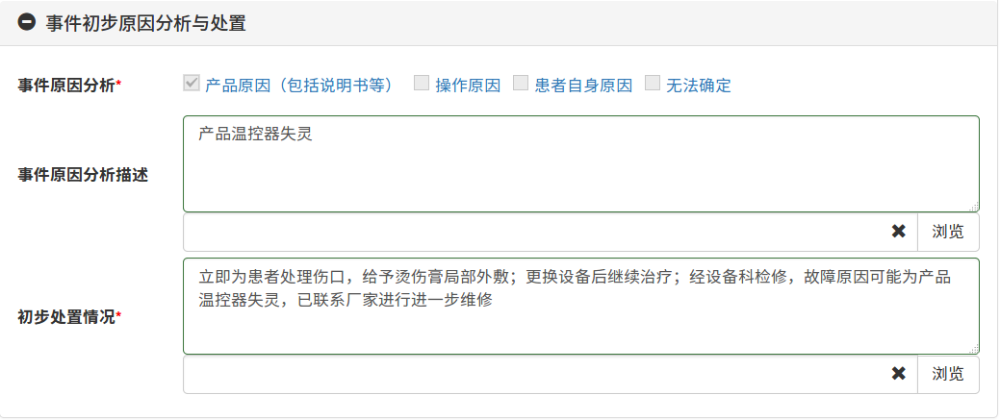 事件初步原因分析与处置
事件原因分析* 产品原因（包括说明书等） 操作原因 患者自身原因 无法确定
产品温控器失灵
事件原因分析描述
浏览
立即为患者处理伤口，给予烫伤膏局部外敷；更换设备后继续治疗；经设备科检修，故障原因可能为产品
温控器失灵，已联系厂家进行进一步维修
初步处置情况*
浏览